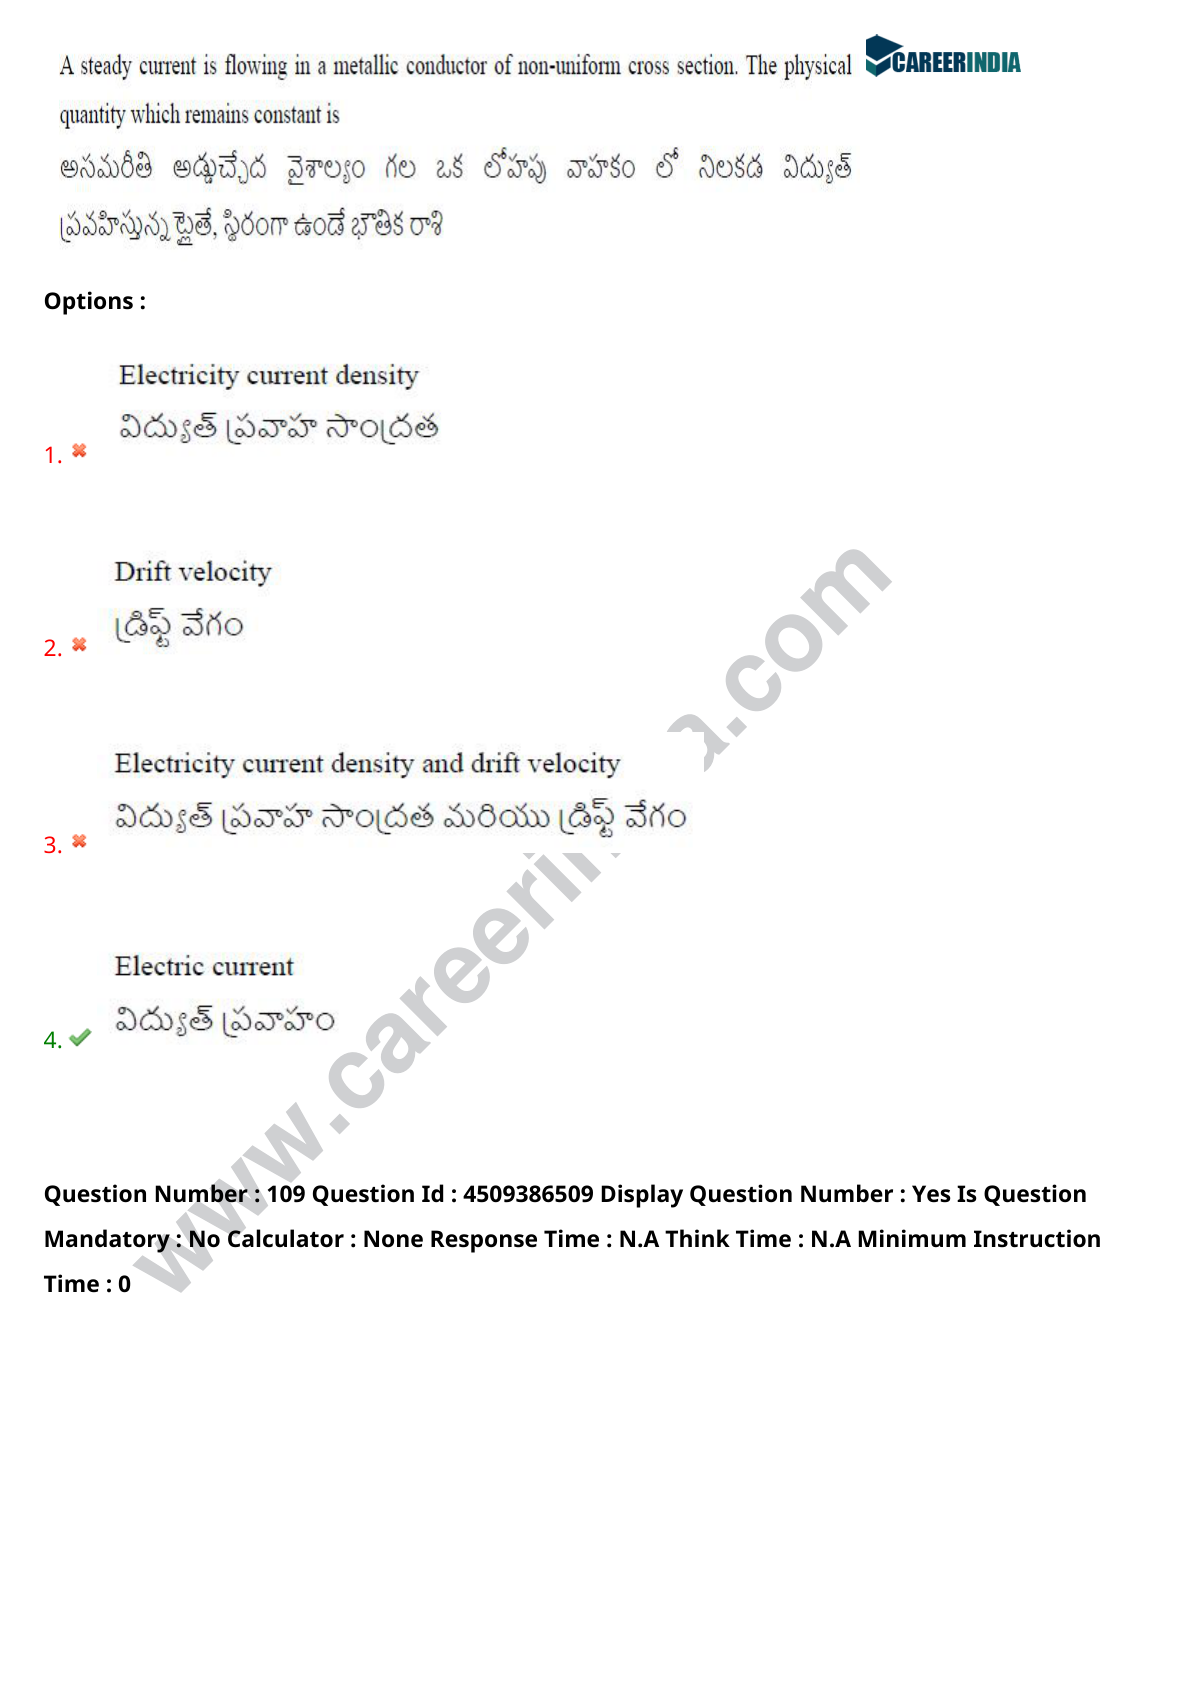 A steady current is flowing in a metallic conductor of non-uniform cross section. The physical
CAREERINDIA
quantity which remains constant is
అసమరీతి అడ్డుచ్ఛేద వైశాల్యం గల ఒక లోహపు వాహకం లో నిలకడ విద్యుత్
ప్రవహిస్తున్నట్లైతే, స్థిరంగా ఉండే భౌతిక రాశి
Options :
Electricity current density
విద్యుత్ ప్రవాహ సాంద్రత
1.
Drift velocity
డ్రిఫ్ట్ వేగం
2.
Electricity current density and drift velocity
విద్యుత్ ప్రవాహ సాంద్రత మరియు డ్రిఫ్ట్ వేగం
3.
Electric current
విద్యుత్ ప్రవాహం
4.
Question Number : 109 Question Id : 4509386509 Display Question Number : Yes Is Question
Mandatory : No Calculator : None Response Time : N.A Think Time : N.A Minimum Instruction
Time : 0